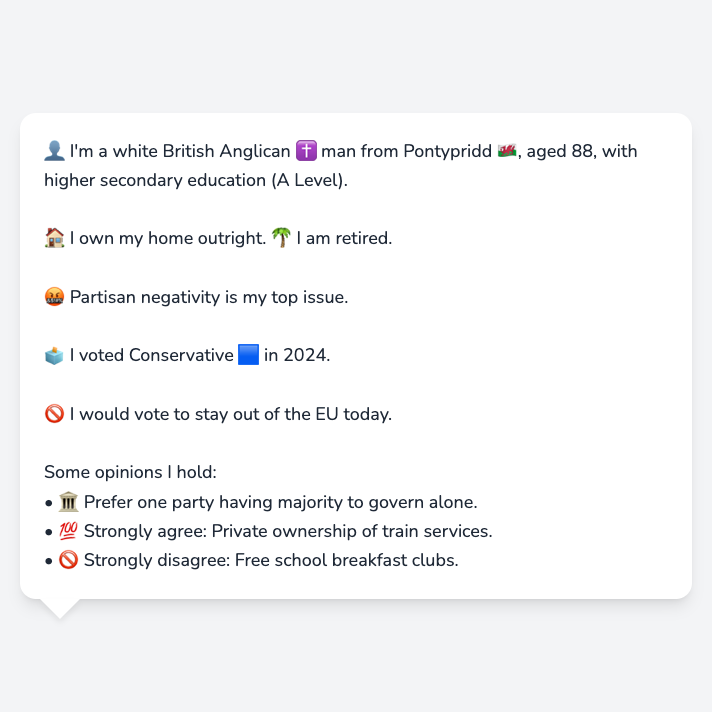 👤 I'm a white British Anglican ✝️ man from Pontypridd 🏴󠁧󠁢󠁷󠁬󠁳󠁿, aged 88, with
higher secondary education (A Level).
🏠 I own my home outright. 🌴 I am retired.
🤬 Partisan negativity is my top issue.
🗳️ I voted Conservative 🟦 in 2024.
🚫 I would vote to stay out of the EU today.
Some opinions I hold:
• 🏛️ Prefer one party having majority to govern alone.
• 💯 Strongly agree: Private ownership of train services.
• 🚫 Strongly disagree: Free school breakfast clubs.